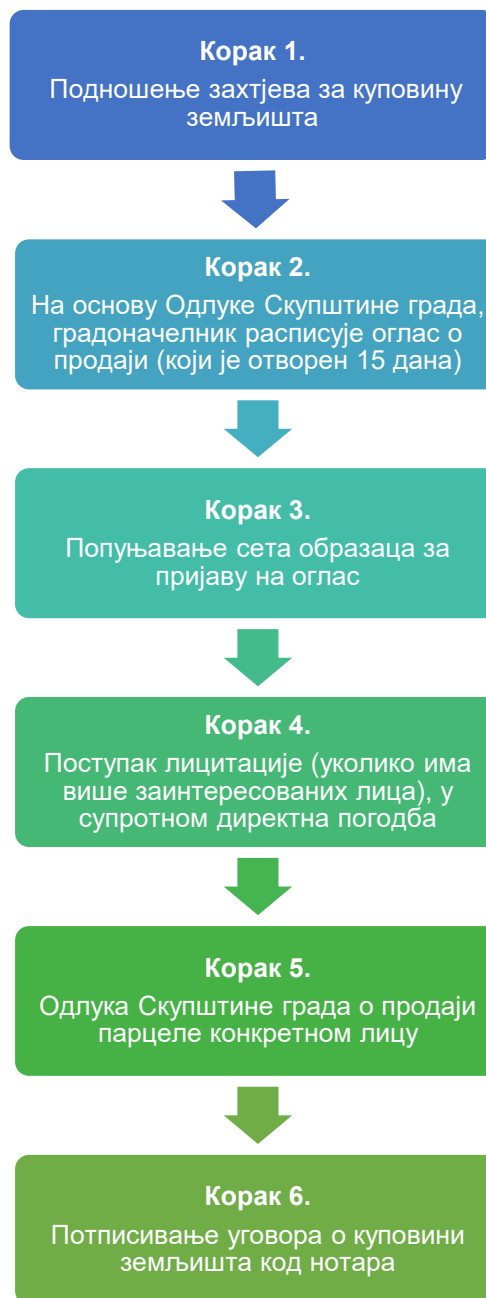 Корак 1.
Подношење захтјева за куповину
земљишта
Корак 2.
На основу Одлуке Скупштине града,
градоначелник расписује оглас о
продаји (који је отворен 15 дана)
Корак 3.
Попуњавање сета образаца за
пријаву на оглас
Корак 4.
Поступак лицитације (уколико има
више заинтересованих лица), у
супротном директна погодба
Корак 5.
Одлука Скупштине града о продаји
парцеле конкретном лицу
Корак 6.
Потписивање уговора о куповини
земљишта код нотара